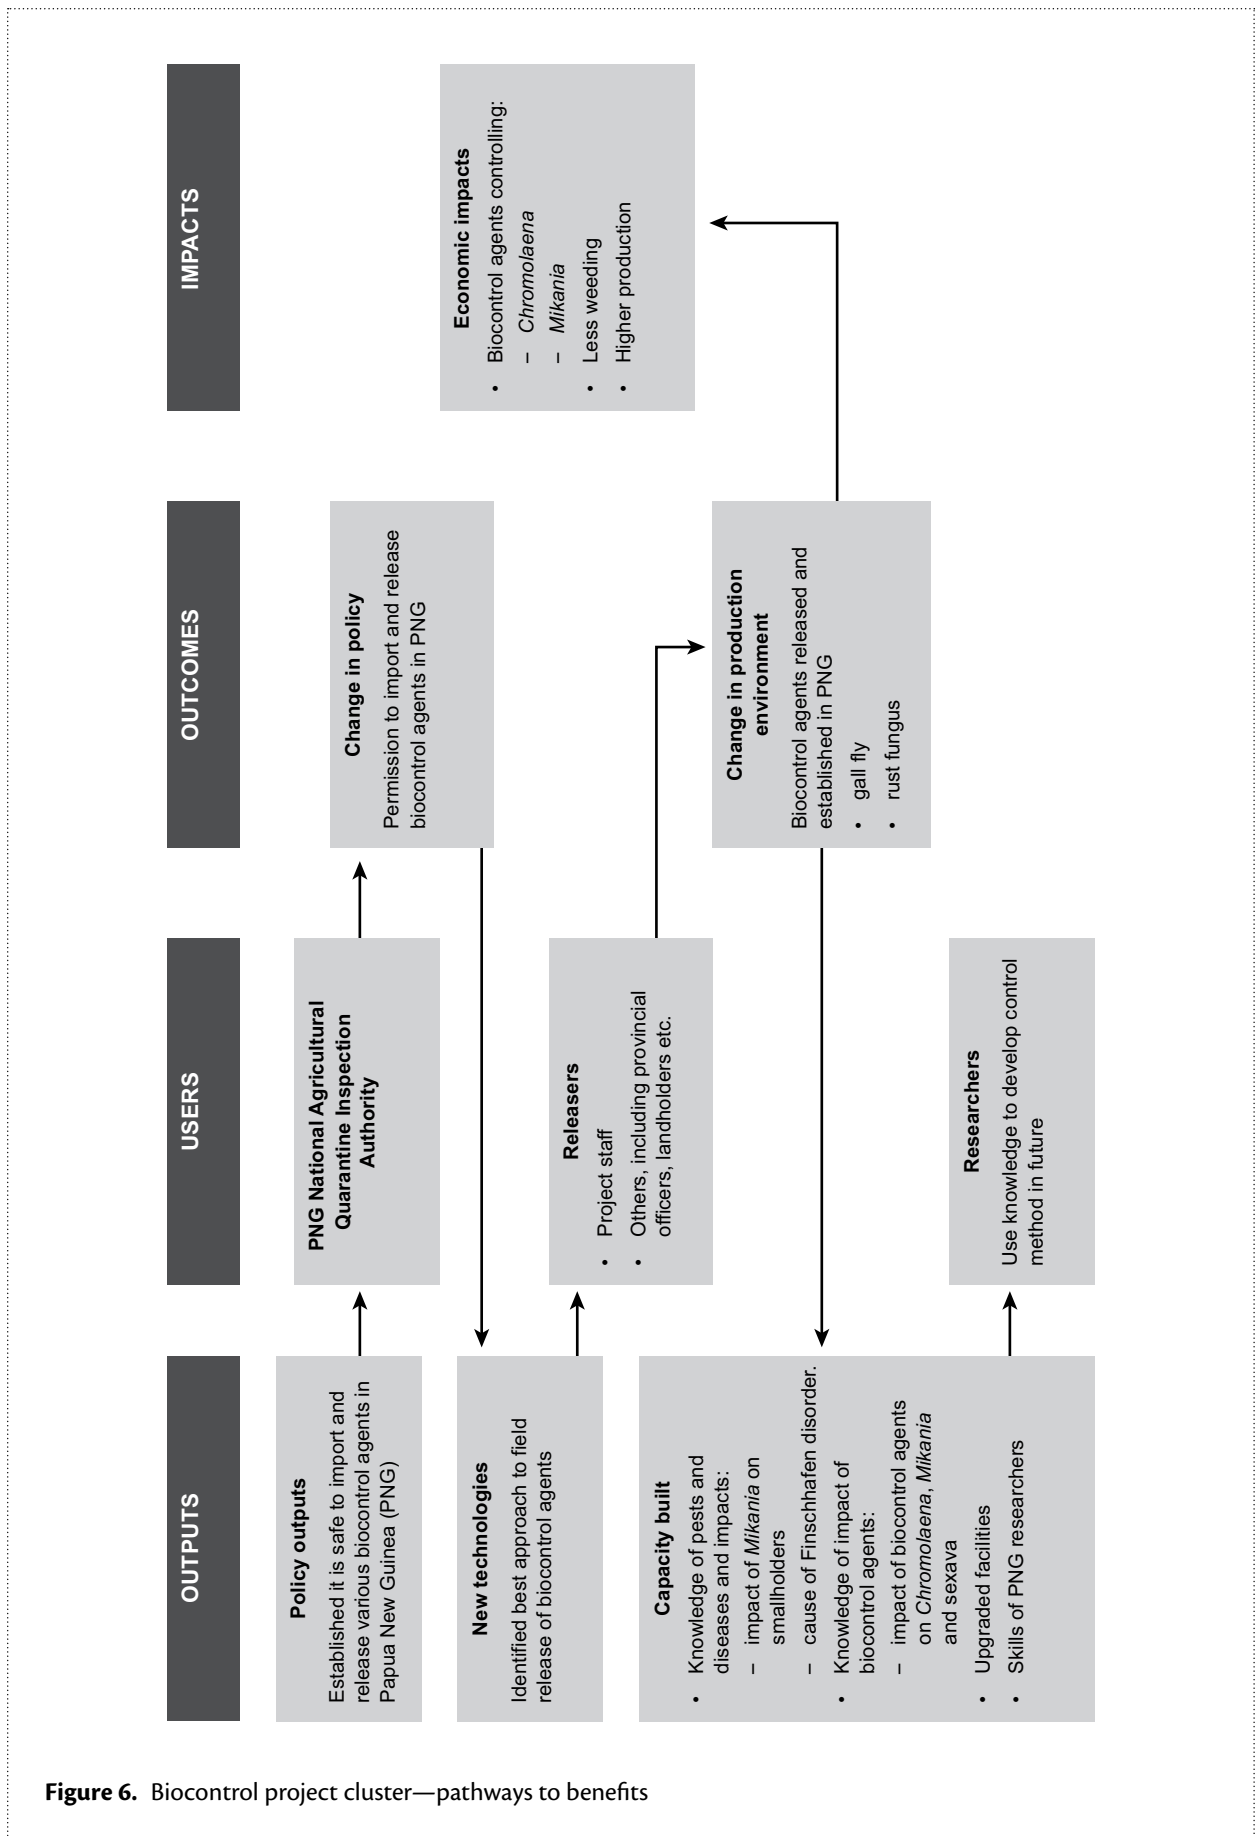 OUTPUTS
USERS
OUTCOMES
IMPACTS
Policy outputs
Established it is safe to import and
release various biocontrol agents in
Papua New Guinea (PNG)
PNG National Agricultural
Quarantine Inspection
Authority
Change in policy
Permission to import and release
biocontrol agents in PNG
New technologies
Identified best approach to field
release of biocontrol agents
Releasers
• Project staff
• Others, including provincial
officers, landholders etc.
Change in production
environment
Biocontrol agents released and
established in PNG
• gall fly
• rust fungus
Economic impacts
• Biocontrol agents controlling:
– Chromolaena
– Mikania
• Less weeding
• Higher production
Capacity built
• Knowledge of pests and
diseases and impacts:
– impact of Mikania on
smallholders
– cause of Finschhafen disorder.
• Knowledge of impact of
biocontrol agents:
– impact of biocontrol agents
on Chromolaena, Mikania
and sexava
• Upgraded facilities
• Skills of PNG researchers
Researchers
Use knowledge to develop control
method in future
Figure 6. Biocontrol project cluster—pathways to benefits